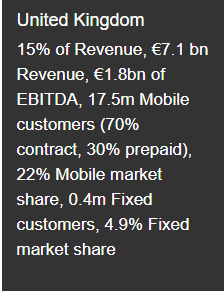 United Kingdom
15% of Revenue, €7.1 bn
Revenue, €1.8bn of
EBITDA, 17.5m Mobile
customers (70%
contract, 30% prepaid),
22% Mobile market
share, 0.4m Fixed
customers, 4.9% Fixed
market share